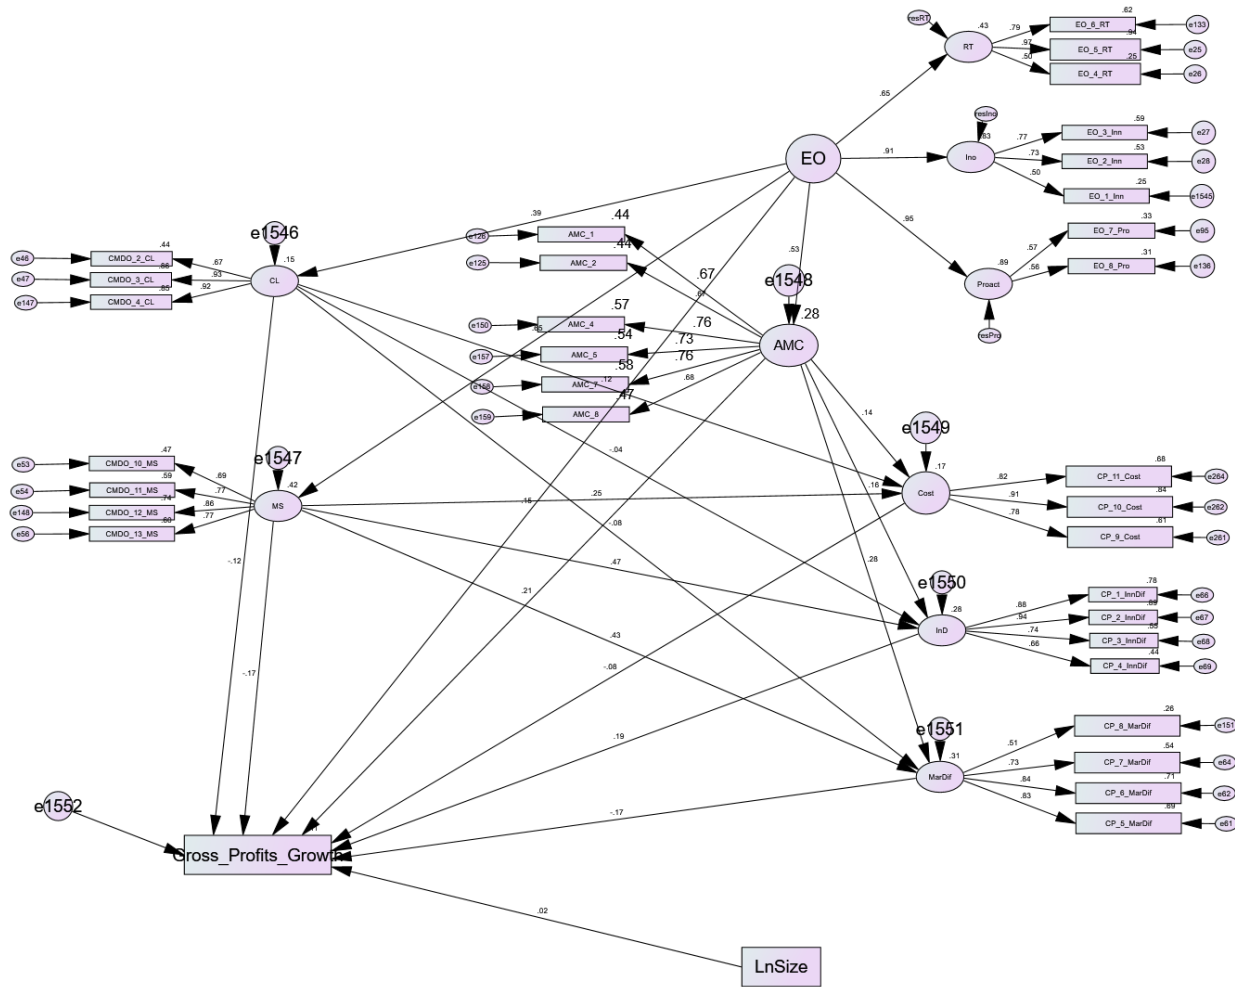 resRT
.43
RT
.79
.97
.50
.62
EO_6_RT
e133
.94
EO_5_RT
e25
.25
EO_4_RT
e26
.65
EO
.91
resIno
.83
Ino
.77
.73
.50
.59
EO_3_Inn
e27
.53
EO_2_Inn
e28
.25
EO_1_Inn
e1545
.95
.33
EO_7_Pro
e95
.57
.56
.31
EO_8_Pro
e136
.89
Proact
resPro
.39
.53
e1546
.15
CL
.44
CMDO_2_CL
e46
.67
CMDO_3_CL
e47
.93
CMDO_4_CL
e147
.92
.44
AMC_1
e126
.44
AMC_2
e125
.67
e1548
.28
AMC
.57
AMC_4
e150
.76
.54
AMC_5
e157
.73
.58
AMC_7
e158
.76
.47
AMC_8
e159
.68
.65
.12
.14
-.04
e1547
.42
MS
.47
CMDO_10_MS
e53
.69
.59
CMDO_11_MS
e54
.77
.74
CMDO_12_MS
e148
.86
CMDO_13_MS
e56
.77
.25
.16
-.08
.47
.28
.21
.43
-.12
-.17
e1549
.17
Cost
.82
.91
.78
.68
CP_11_Cost
e264
.84
CP_10_Cost
e262
.61
CP_9_Cost
e261
e1550
.28
InD
.88
.94
.74
.66
.78
CP_1_InnDif
e66
CP_2_InnDif
e67
CP_3_InnDif
e68
.44
CP_4_InnDif
e69
-.08
.19
-.17
e1551
.31
MarDif
.51
.73
.84
.83
.26
CP_8_MarDif
e151
.54
CP_7_MarDif
e64
.71
CP_6_MarDif
e62
.69
CP_5_MarDif
e61
e1552
Gross_Profits_Growth
.02
LnSize